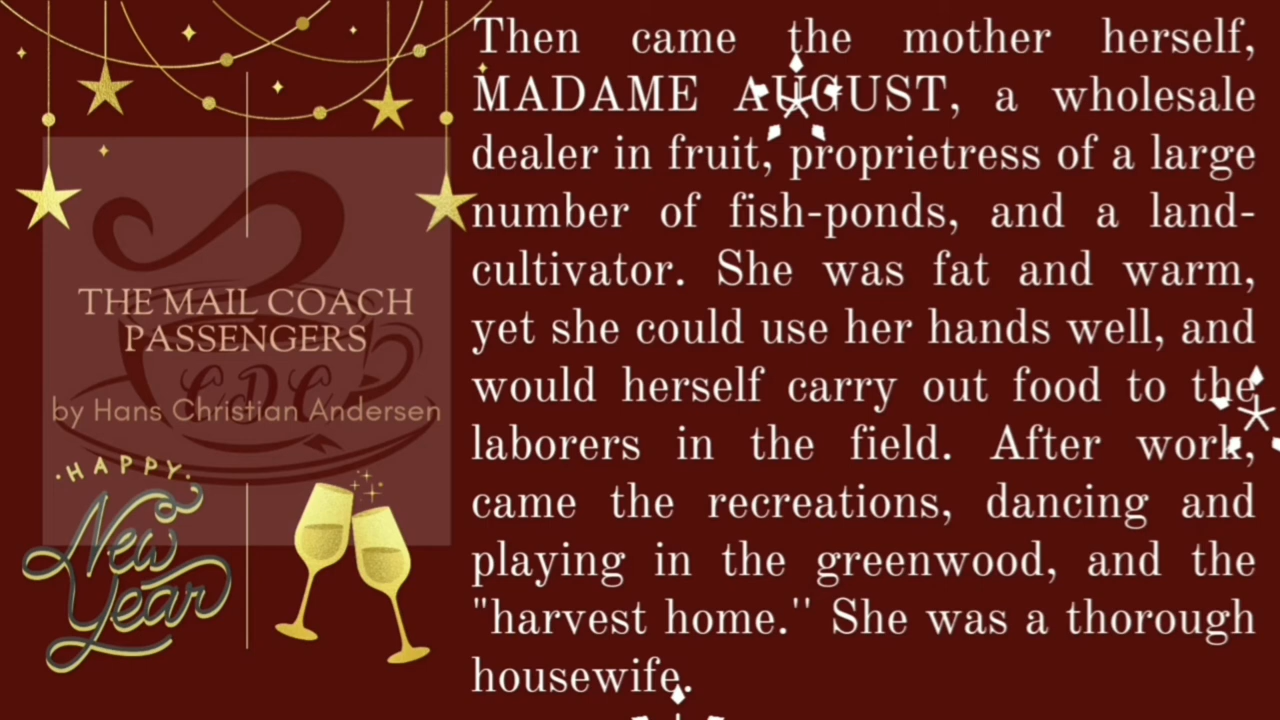 THE MAIL COACH
PASSENGERS
CDC
by Hans Christian Andersen
HAPPY
New
Year
Then came the mother herself,
MADAME AUGUST, a wholesale
dealer in fruit, proprietress of a large
number of fish-ponds, and a land-
cultivator. She was fat and warm,
yet she could use her hands well, and
would herself carry out food to the
laborers in the field. After work,
came the recreations, dancing and
playing in the greenwood, and the
"harvest home.'' She was a thorough
housewife.